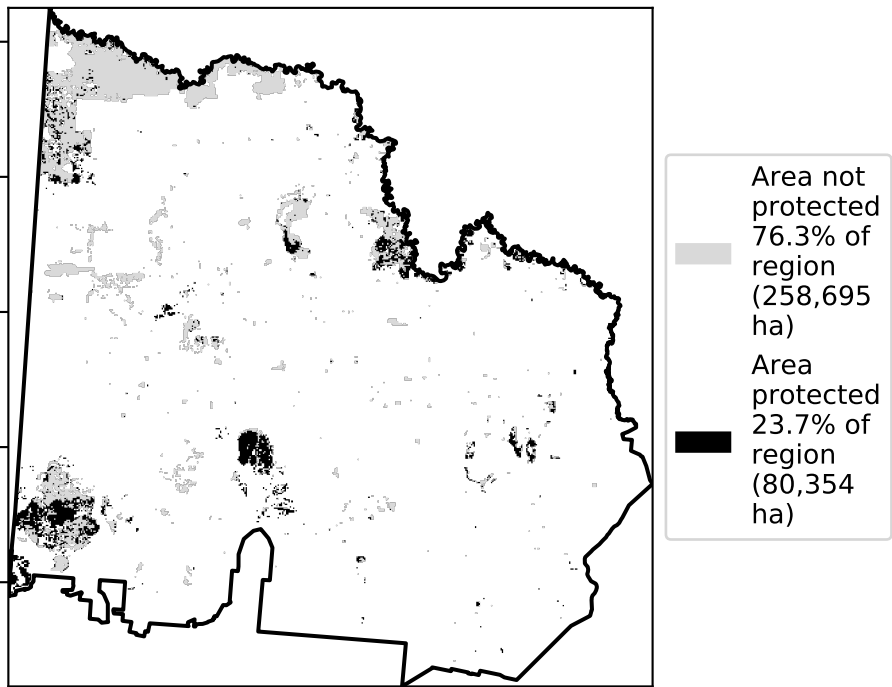 Area not
protected
76.3% of
region
(258,695
ha)
Area
protected
23.7% of
region
(80,354
ha)